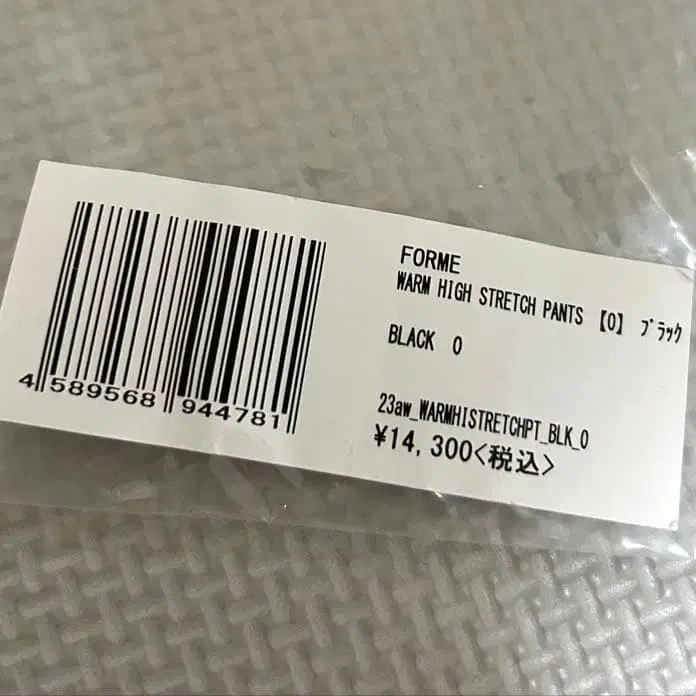 FORME
WARM HIGH STRETCH PANTS 【0】 ﾌﾞﾗｯｸ
BLACK 0
23aw_WARMHISTRETCHPT_BLK_0
¥14,300<税込>
4 589568 944781